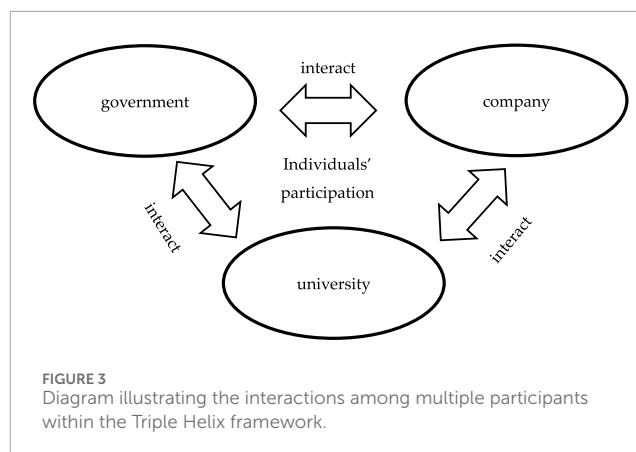 interact
government
company
Individuals’
participation
interact
interact
university
FIGURE 3
Diagram illustrating the interactions among multiple participants
within the Triple Helix framework.